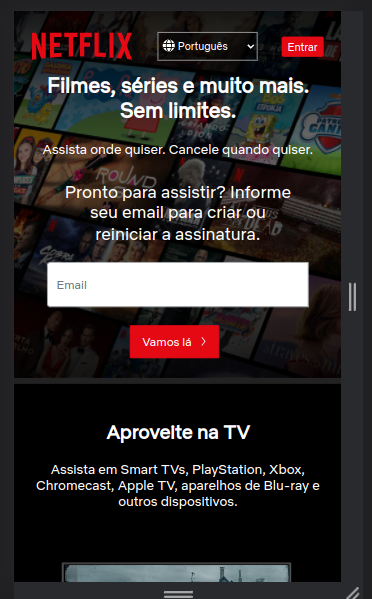 NETFLIX
Português
Entrar
Filmes, séries e muito mais.
Sem limites.
Assista onde quiser. Cancele quando quiser.
Pronto para assistir? Informe
seu email para criar ou
reiniciar a assinatura.
Email
Vamos lá
Aproveite na TV
Assista em Smart TVs, PlayStation, Xbox,
Chromecast, Apple TV, aparelhos de Blu-ray e
outros dispositivos.